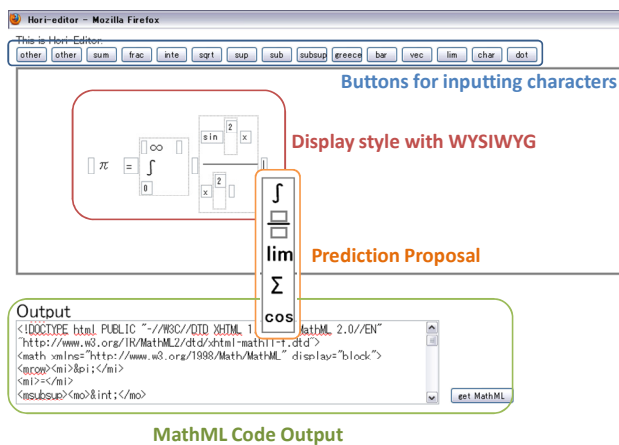 Hori-editor - Mozilla Firefox
This is Hori-Editor.
other other sum frac inte sqrt sup sub subsup greece bar vec lim char dot
Buttons for inputting characters
Display style with WYSIWYG
π = ∫ ∞ 0 sin 2 x x 2
∫
lim
Σ
cos
Prediction Proposal
Output
<!DOCTYPE html PUBLIC "-//W3C//DTD XHTML 1 MathML 2.0//EN"
"http://www.w3.org/TR/MathML2/dtd/xhtml-math11-f.dtd">
<math xmlns="http://www.w3.org/1998/Math/MathML" display="block">
<mrow><mi>&pi;</mi>
<mi>=</mi>
<msubsup><mo>&int;</mo>
get MathML
MathML Code Output